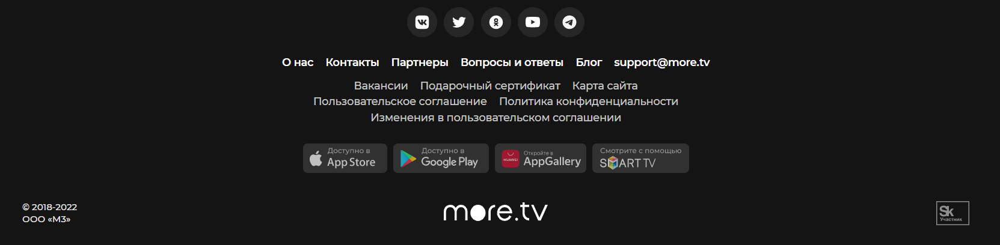 О нас Контакты Партнеры Вопросы и ответы Блог support@more.tv
Вакансии Подарочный сертификат Карта сайта
Пользовательское соглашение Политика конфиденциальности
Изменения в пользовательском соглашении
Доступно в
App Store
Доступно в
Google Play
HUAWEI
Откройте в
AppGallery
Смотрите с помощью
SMART TV
© 2018-2022
ООО «М3»
more.tv
Sk
Участник